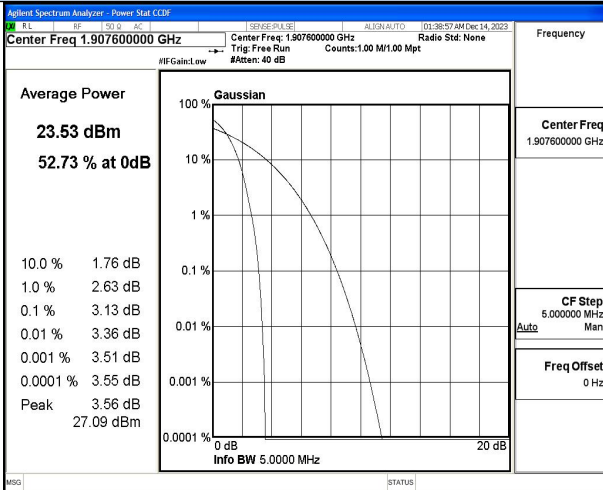 Agilent Spectrum Analyzer - Power Stat CCDF
RL RF 50 Ω AC SENSE:PULSE ALIGN AUTO 01:38:57 AM Dec 14, 2023
Center Freq 1.907600000 GHz
Center Freq: 1.907600000 GHz Radio Std: None
Trig: Free Run Counts:1.00 M/1.00 Mpt
#IFGain:Low #Atten: 40 dB
Frequency
Average Power
23.53 dBm
52.73 % at 0dB
10.0 % 1.76 dB
1.0 % 2.63 dB
0.1 % 3.13 dB
0.01 % 3.36 dB
0.001 % 3.51 dB
0.0001 % 3.55 dB
Peak 3.56 dB
27.09 dBm
Gaussian
100 %
10 %
1 %
0.1 %
0.01 %
0.001 %
0.0001 %
0 dB 20 dB
Info BW 5.0000 MHz
Center Freq
1.907600000 GHz
CF Step
5.000000 MHz
Auto Man
Freq Offset
0 Hz
MSG STATUS